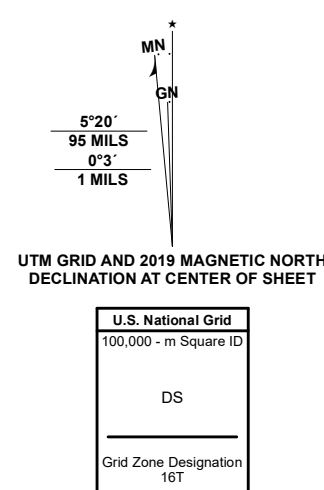 MN
GN
5°20´
95 MILS
0°3´
1 MILS
UTM GRID AND 2019 MAGNETIC NORTH
DECLINATION AT CENTER OF SHEET
U.S. National Grid
100,000 - m Square ID
DS
Grid Zone Designation
16T